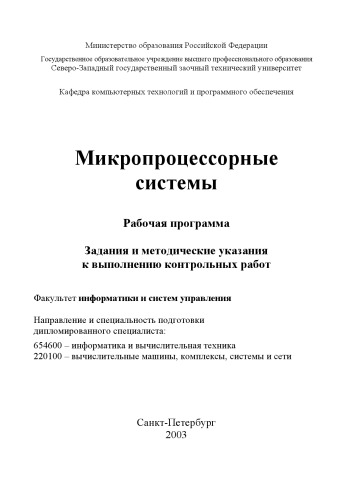 Министерство образования Российской Федерации
Государственное образовательное учреждение высшего профессионального образования
Северо-Западный государственный заочный технический университет
Кафедра компьютерных технологий и программного обеспечения
Микропроцессорные
системы
Рабочая программа
Задания и методические указания
к выполнению контрольных работ
Факультет информатики и систем управления
Направление и специальность подготовки
дипломированного специалиста:
654600 – информатика и вычислительная техника
220100 – вычислительные машины, комплексы, системы и сети
Санкт-Петербург
2003